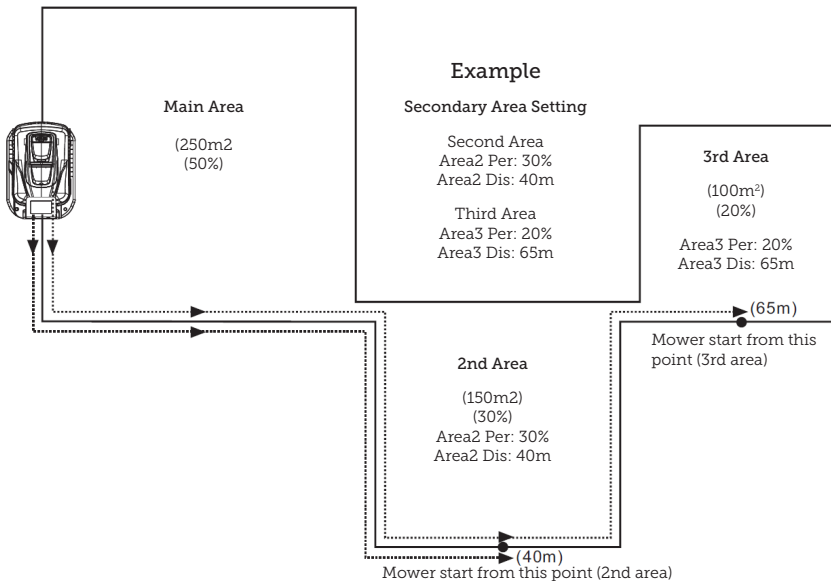 Main Area
(250m2
(50%)
Example
Secondary Area Setting
Second Area
Area2 Per: 30%
Area2 Dis: 40m
Third Area
Area3 Per: 20%
Area3 Dis: 65m
3rd Area
(100m²)
(20%)
Area3 Per: 20%
Area3 Dis: 65m
(65m)
Mower start from this
point (3rd area)
2nd Area
(150m2)
(30%)
Area2 Per: 30%
Area2 Dis: 40m
(40m)
Mower start from this point (2nd area)